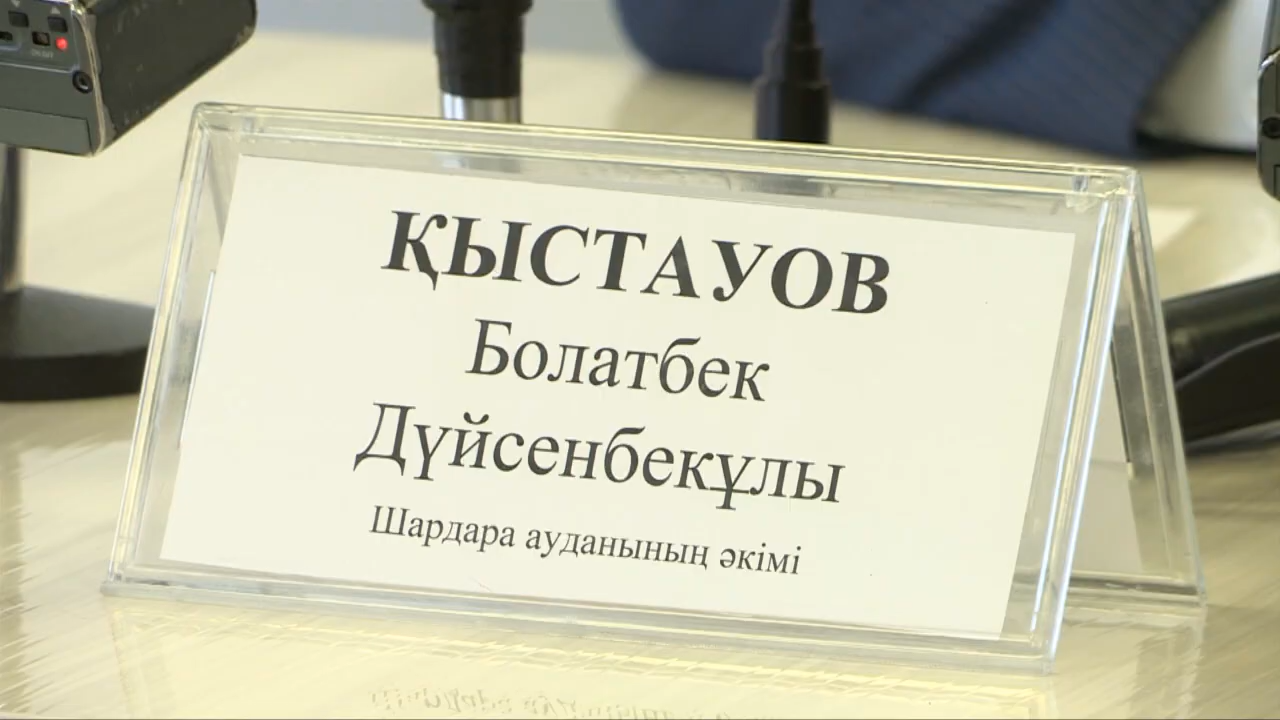 ҚЫСТАУОВ
Болатбек
Дүйсенбекұлы
Шардара ауданының әкімі